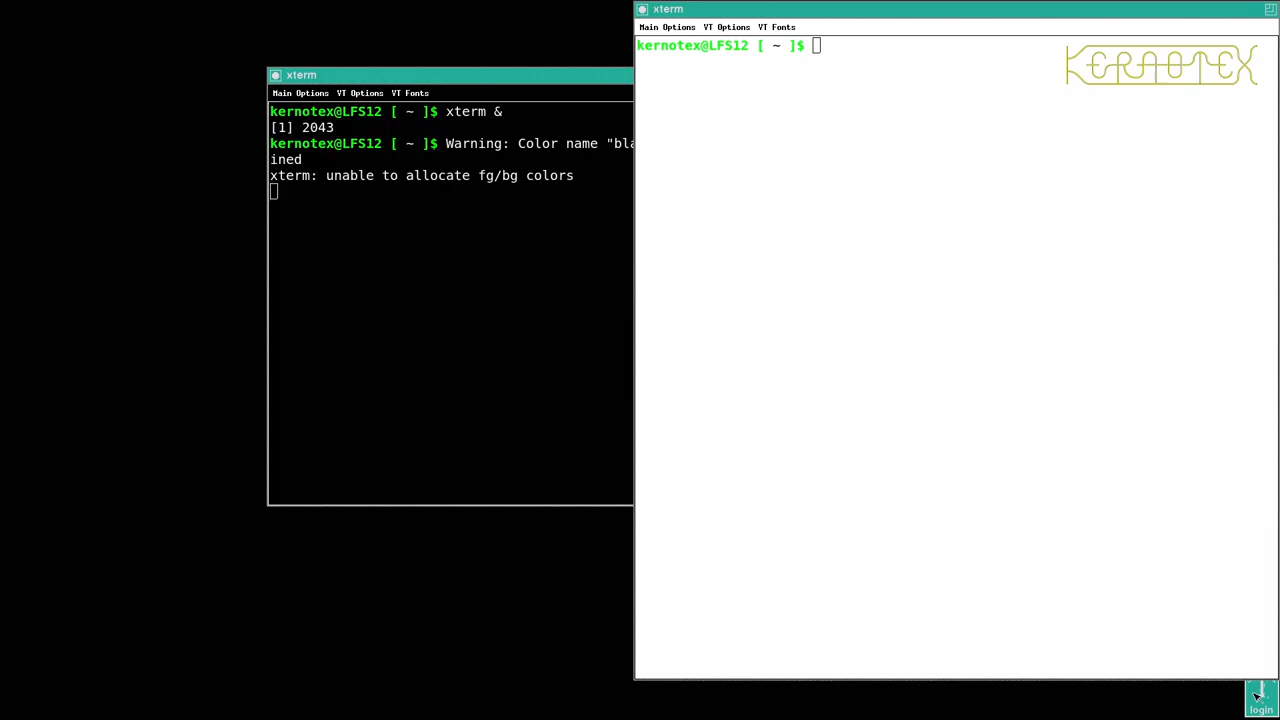 xterm
Main Options VT Options VT Fonts
kernotex@LFS12 [ ~ ]$ xterm &
[1] 2043
kernotex@LFS12 [ ~ ]$ Warning: Color name "bla
ined
xterm: unable to allocate fg/bg colors
xterm
Main Options VT Options VT Fonts
kernotex@LFS12 [ ~ ]$
KERNOTEX
login